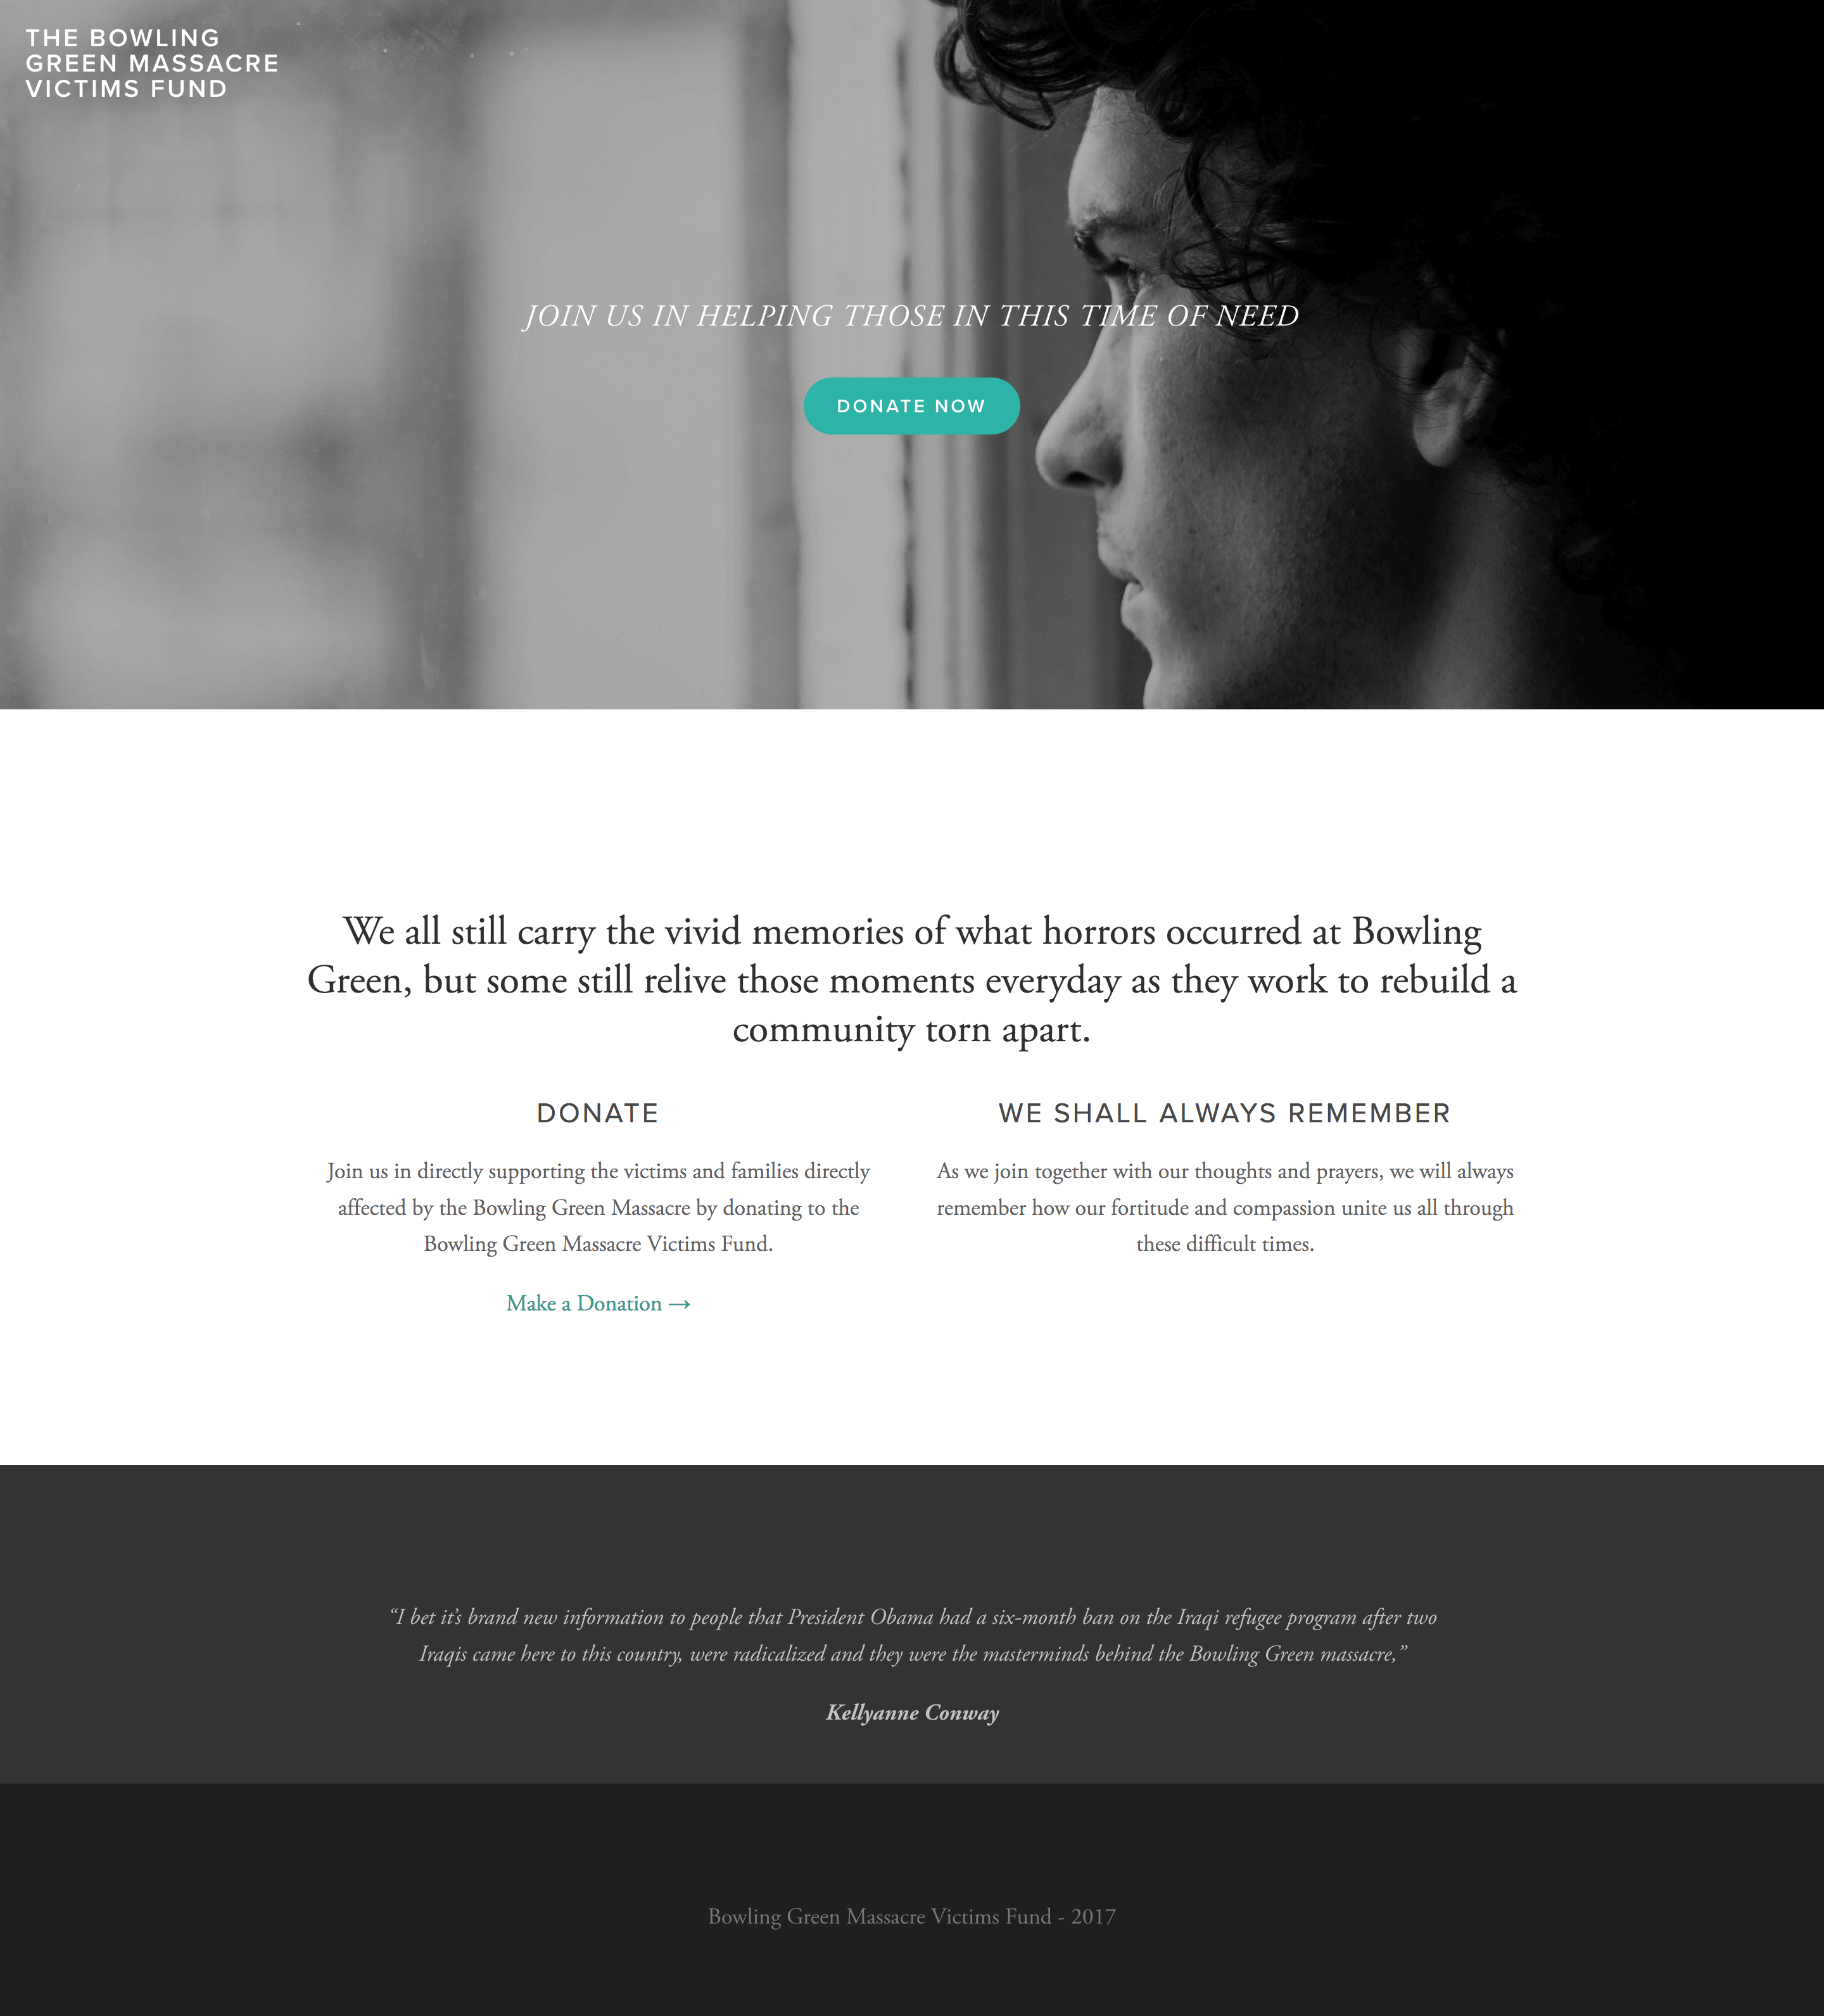 THE BOWLING
GREEN MASSACRE
VICTIMS FUND
JOIN US IN HELPING THOSE IN THIS TIME OF NEED
DONATE NOW
We all still carry the vivid memories of what horrors occurred at Bowling
Green, but some still relive those moments everyday as they work to rebuild a
community torn apart.
DONATE
Join us in directly supporting the victims and families directly
affected by the Bowling Green Massacre by donating to the
Bowling Green Massacre Victims Fund.
Make a Donation →
WE SHALL ALWAYS REMEMBER
As we join together with our thoughts and prayers, we will always
remember how our fortitude and compassion unite us all through
these difficult times.
“I bet it’s brand new information to people that President Obama had a six-month ban on the Iraqi refugee program after two
Iraqis came here to this country, were radicalized and they were the masterminds behind the Bowling Green massacre,”
Kellyanne Conway
Bowling Green Massacre Victims Fund - 2017